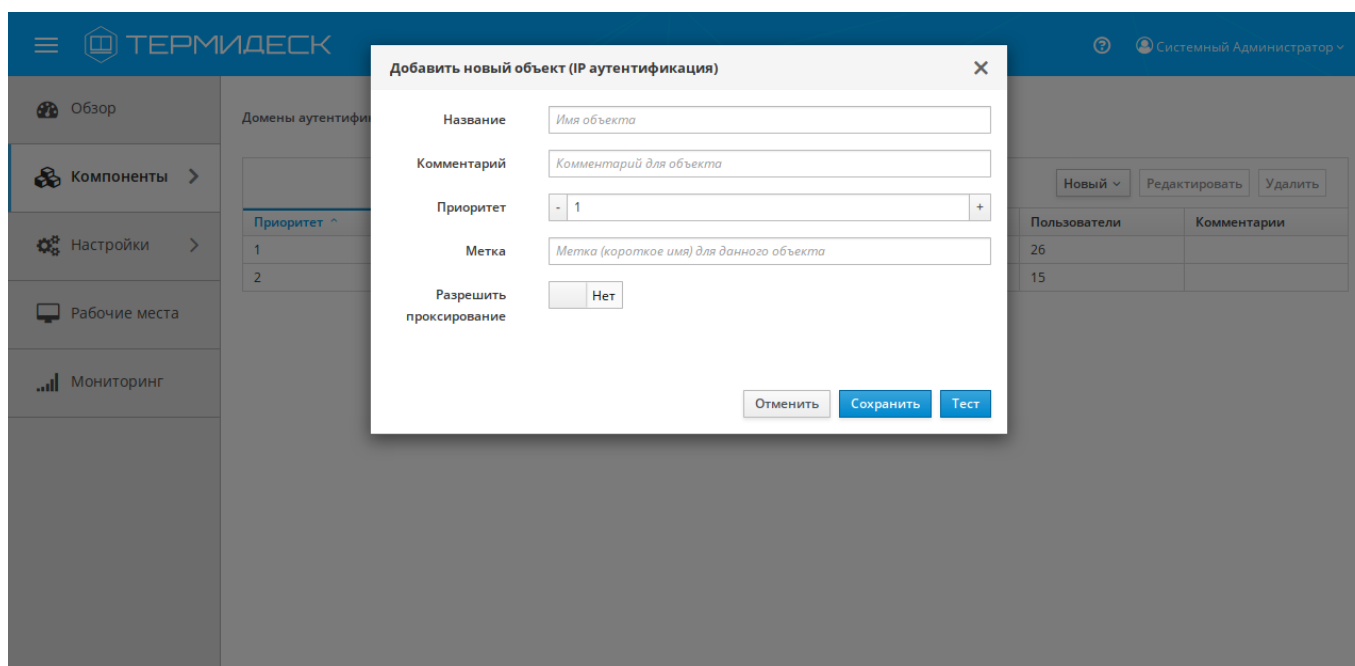 ТЕРМИДЕСК
Системный Администратор
Обзор
Компоненты
Настройки
Рабочие места
Мониторинг
Домены
Новый
Редактировать
Удалить
Приоритет
Пользователи
Комментарии
1
26
2
15
Добавить новый объект (IP аутентификация)
Название
Имя объекта
Комментарий
Комментарий для объекта
Приоритет
- 1 +
Метка
Метка (короткое имя) для данного объекта
Разрешить
проксирование
Нет
Отменить
Сохранить
Тест